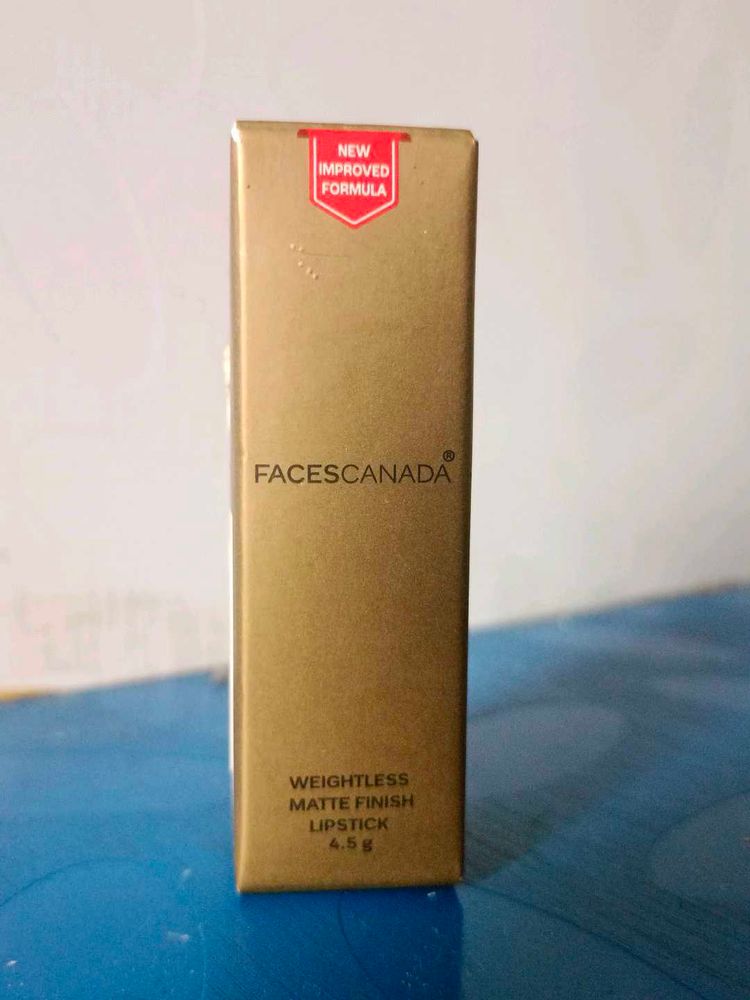 NEW
IMPROVED
FORMULA
FACESCANADA®
WEIGHTLESS
MATTE FINISH
LIPSTICK
4.5 g